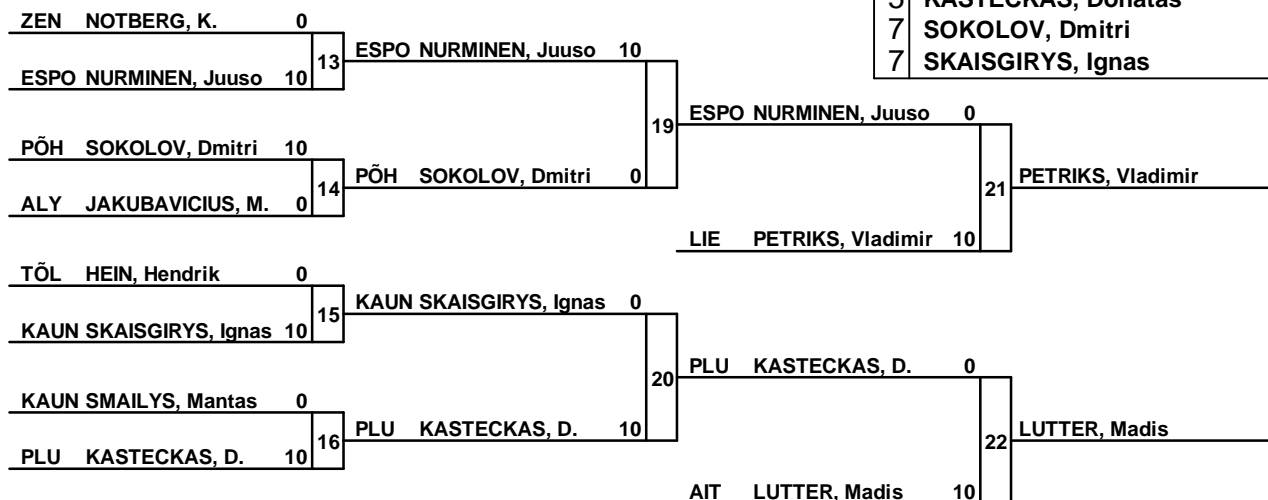 5 KASTECKAS, Donatas
ZEN NOTBERG, K. 0
7 SOKOLOV, Dmitri
13 ESPO NURMINEN, Juuso 10
7 SKAISGIRYS, Ignas
ESPO NURMINEN, Juuso 10
19 ESPO NURMINEN, Juuso 0
PÕH SOKOLOV, Dmitri 10
14 PÕH SOKOLOV, Dmitri 0
21 PETRIKS, Vladimir
ALY JAKUBAVICIUS, M. 0
LIE PETRIKS, Vladimir 10
TÕL HEIN, Hendrik 0
15 KAUN SKAISGIRYS, Ignas 0
KAUN SKAISGIRYS, Ignas 10
20 PLU KASTECKAS, D. 0
KAUN SMAILYS, Mantas 0
16 PLU KASTECKAS, D. 10
22 LUTTER, Madis
PLU KASTECKAS, D. 10
AIT LUTTER, Madis 10